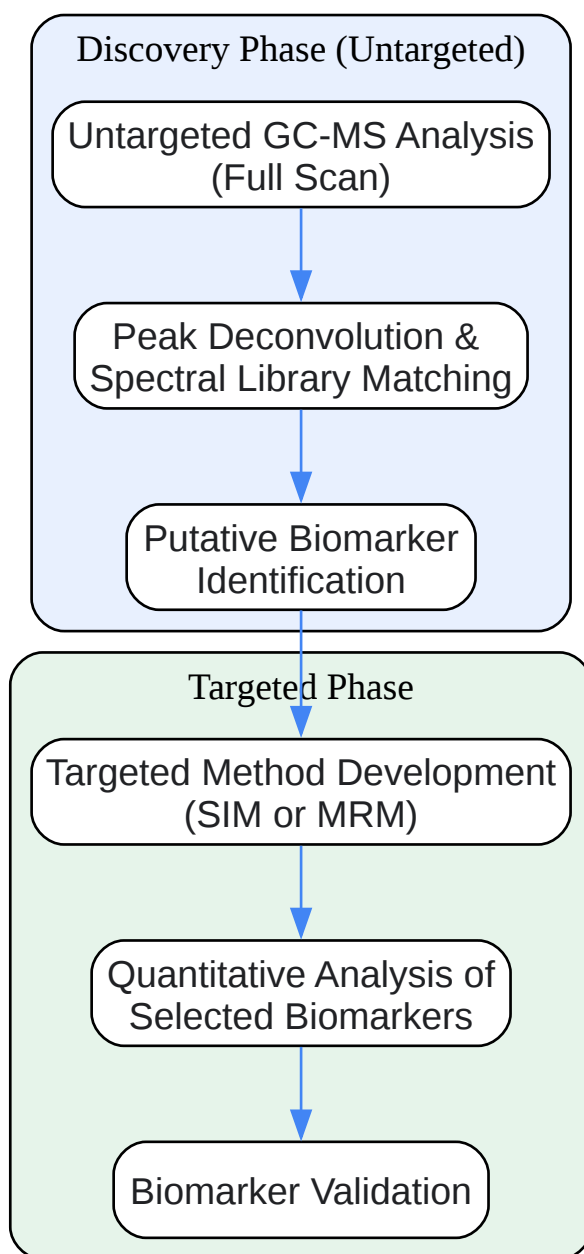 Discovery Phase (Untargeted)
Untargeted GC-MS Analysis
(Full Scan)
Peak Deconvolution &
Spectral Library Matching
Putative Biomarker
Identification
Targeted Phase
Targeted Method Development
(SIM or MRM)
Quantitative Analysis of
Selected Biomarkers
Biomarker Validation